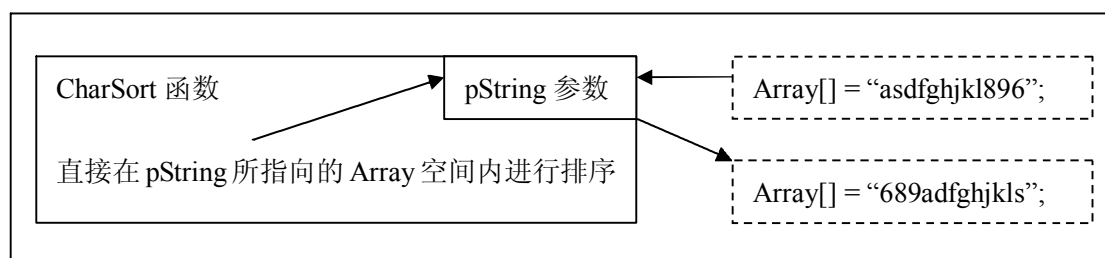 CharSort 函数
pString 参数
Array[] = “asdfghjkl896”;
直接在 pString 所指向的 Array 空间内进行排序
Array[] = “689adfghjkls”;